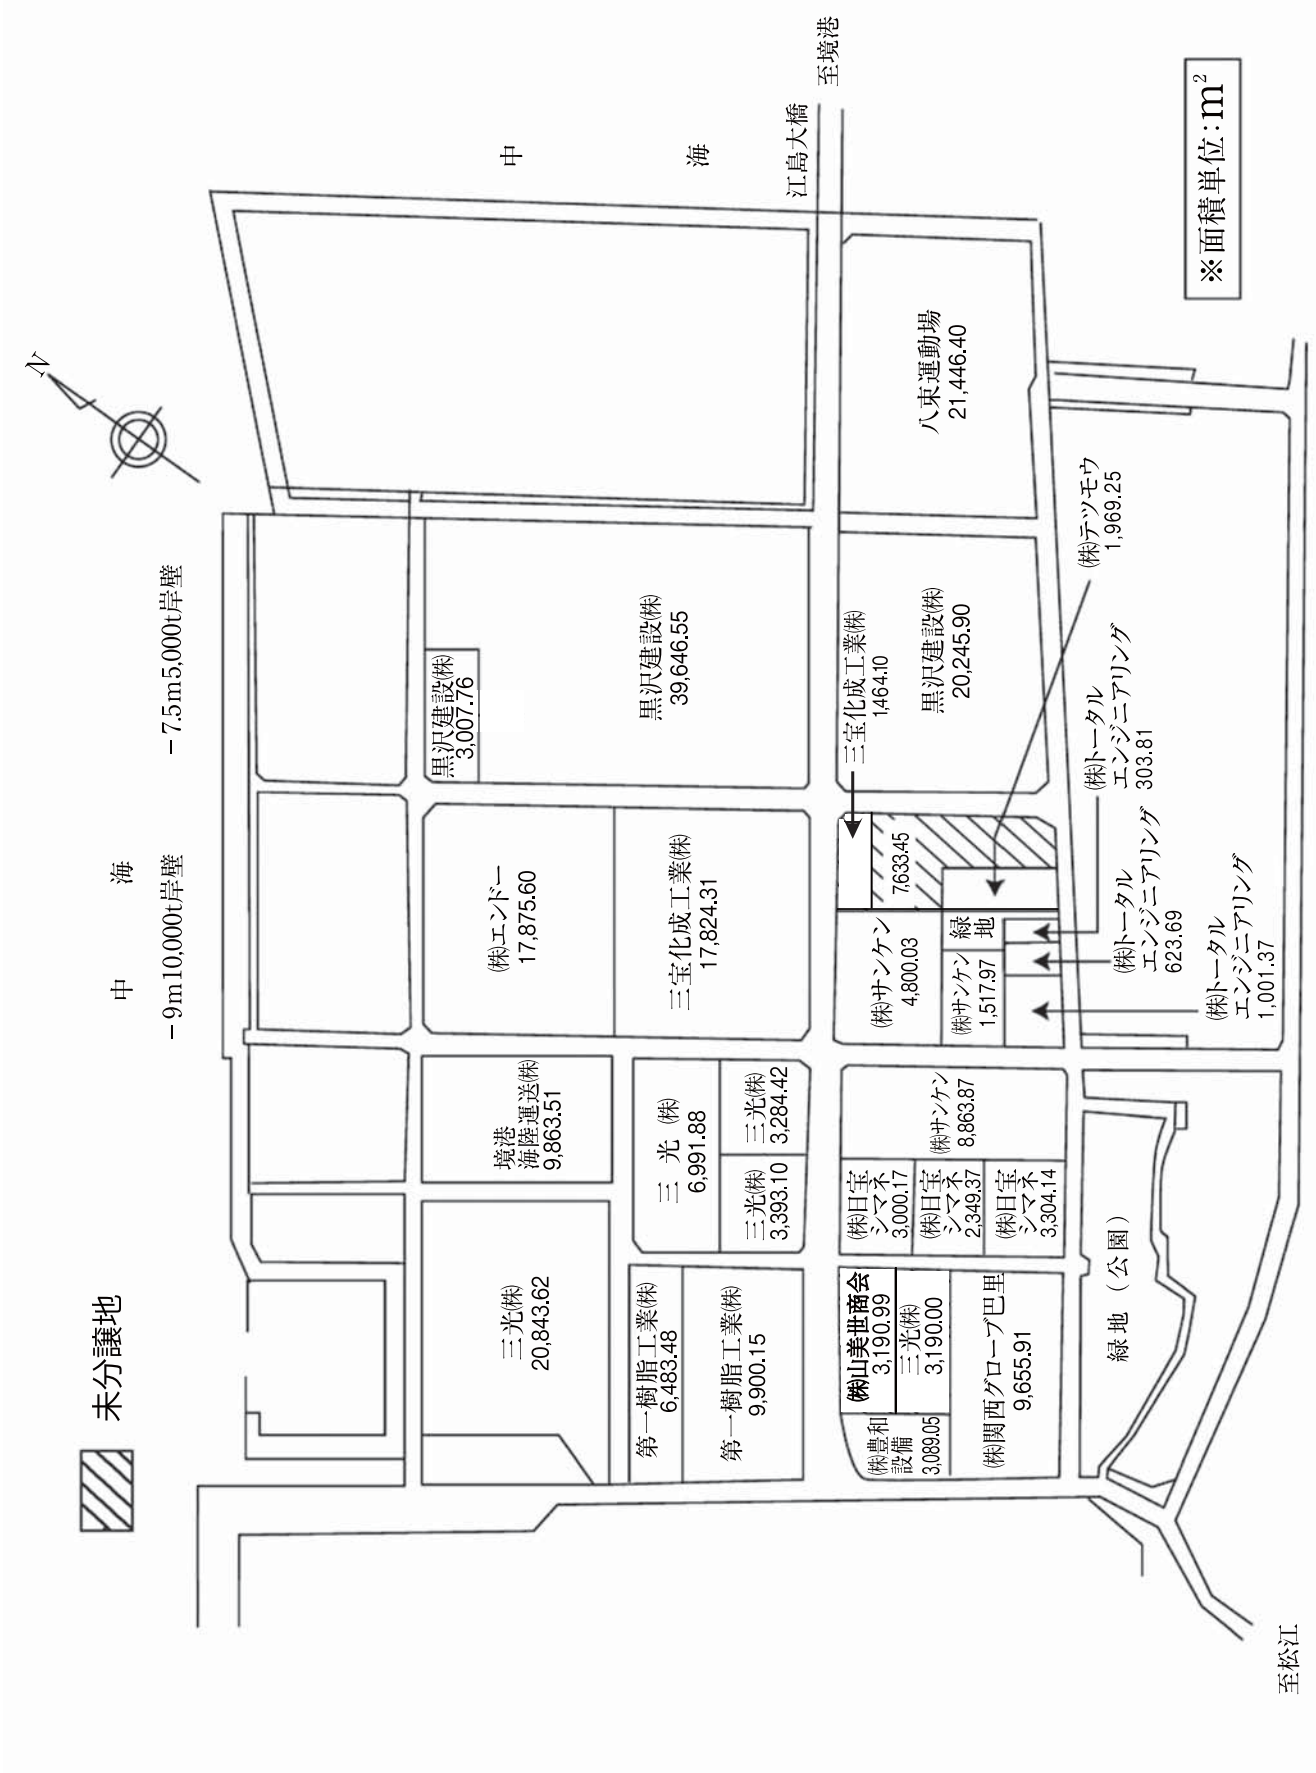 未分譲地
中　海
中　海
−9m10,000t岸壁
−7.5m5,000t岸壁
N
三光㈱
20,843.62
境港
海陸運送㈱
9,863.51
㈱エンドー
17,875.60
黒沢建設㈱
3,007.76
第一樹脂工業㈱
6,483.48
第一樹脂工業㈱
9,900.15
三　光　㈱
6,991.88
三光㈱
3,393.10
三光㈱
3,284.42
三宝化成工業㈱
17,824.31
黒沢建設㈱
39,646.55
江島大橋
至境港
㈱豊和
設備
3,089.05
㈱山美世商会
3,190.99
三光㈱
3,190.00
㈱関西グローブ巴里
9,655.91
㈱日宝
シマネ
3,000.17
㈱日宝
シマネ
2,349.37
㈱日宝
シマネ
3,304.14
㈱サンケン
8,863.87
㈱サンケン
4,800.03
㈱サンケン
1,517.97
緑
地
7,633.45
三宝化成工業㈱
1,464.10
黒沢建設㈱
20,245.90
八束運動場
21,446.40
㈱テツモウ
1,969.25
㈱トータル
エンジニアリング
303.81
㈱トータル
エンジニアリング
623.69
㈱トータル
エンジニアリング
1,001.37
緑地（公園）
至松江
※面積単位：m²